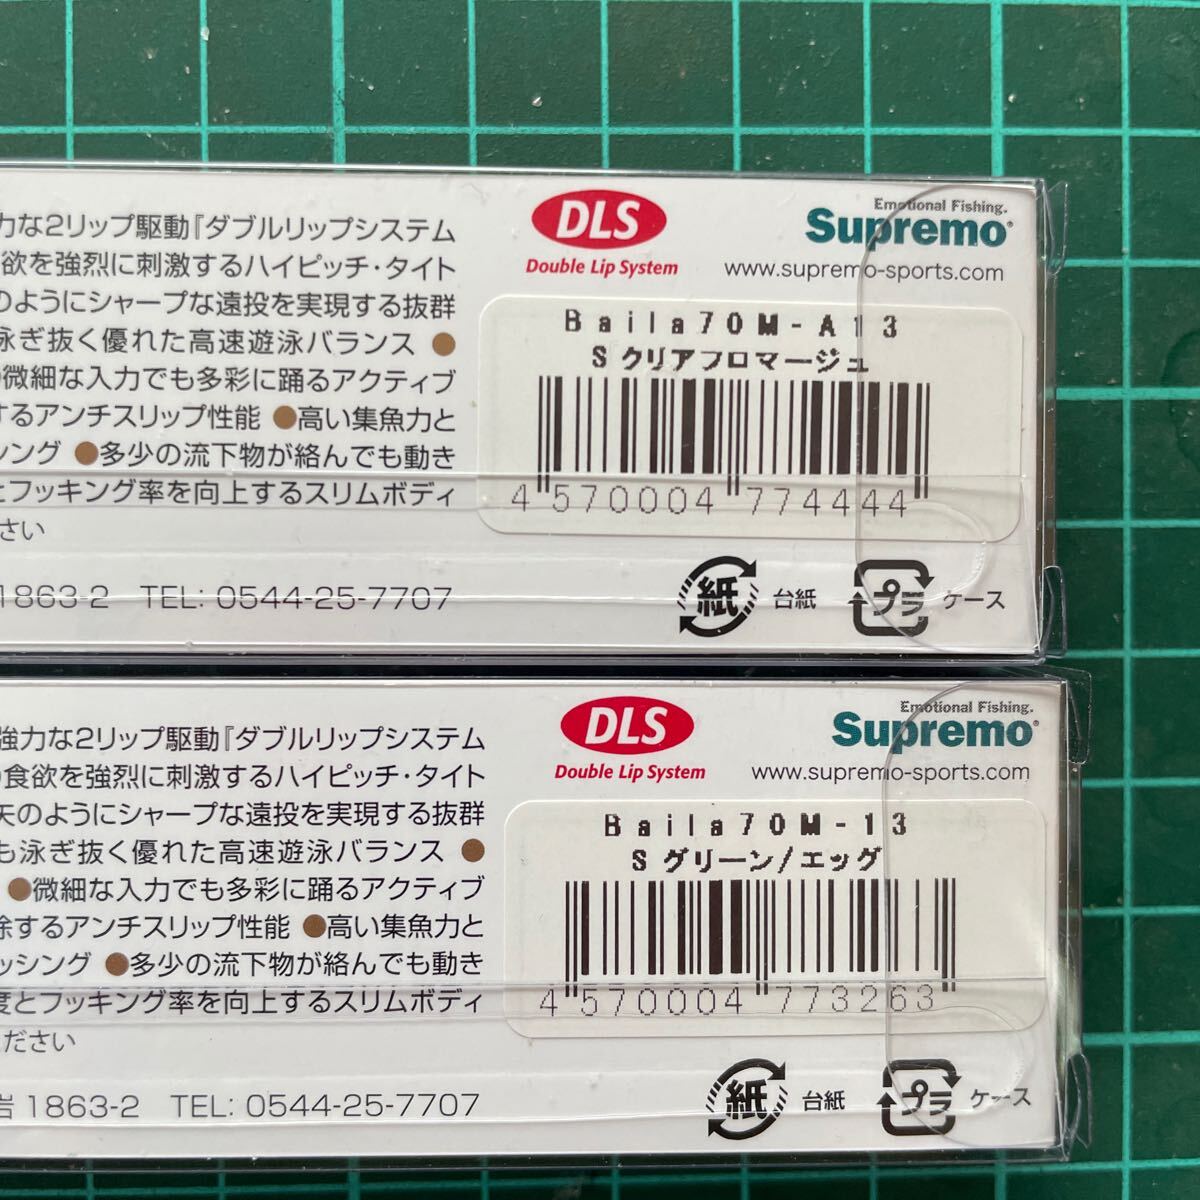 力な2リップ駆動『ダブルリップシステム
欲を強烈に刺激するハイピッチ・タイト
のようにシャープな遠投を実現する抜群
泳ぎ抜く優れた高速遊泳バランス ●
微細な入力でも多彩に踊るアクティブ
するアンチスリップ性能 ●高い集魚力と
シング ●多少の流下物が絡んでも動き
とフッキング率を向上するスリムボディ
さい
1863-2 TEL: 0544-25-7707
DLS
Double Lip System
Emotional Fishing.
Supremo®
www.supremo-sports.com
Baila70M-A13
S クリアフロマージュ
4 570004 774444
紙 台紙
プラ ケース
強力な2リップ駆動『ダブルリップシステム
食欲を強烈に刺激するハイピッチ・タイト
矢のようにシャープな遠投を実現する抜群
も泳ぎ抜く優れた高速遊泳バランス ●
●微細な入力でも多彩に踊るアクティブ
除するアンチスリップ性能 ●高い集魚力と
ッシング ●多少の流下物が絡んでも動き
度とフッキング率を向上するスリムボディ
ください
岩 1863-2 TEL: 0544-25-7707
DLS
Double Lip System
Emotional Fishing.
Supremo®
www.supremo-sports.com
Baila70M-13
S グリーン/エッグ
4 570004 773263
紙 台紙
プラ ケース